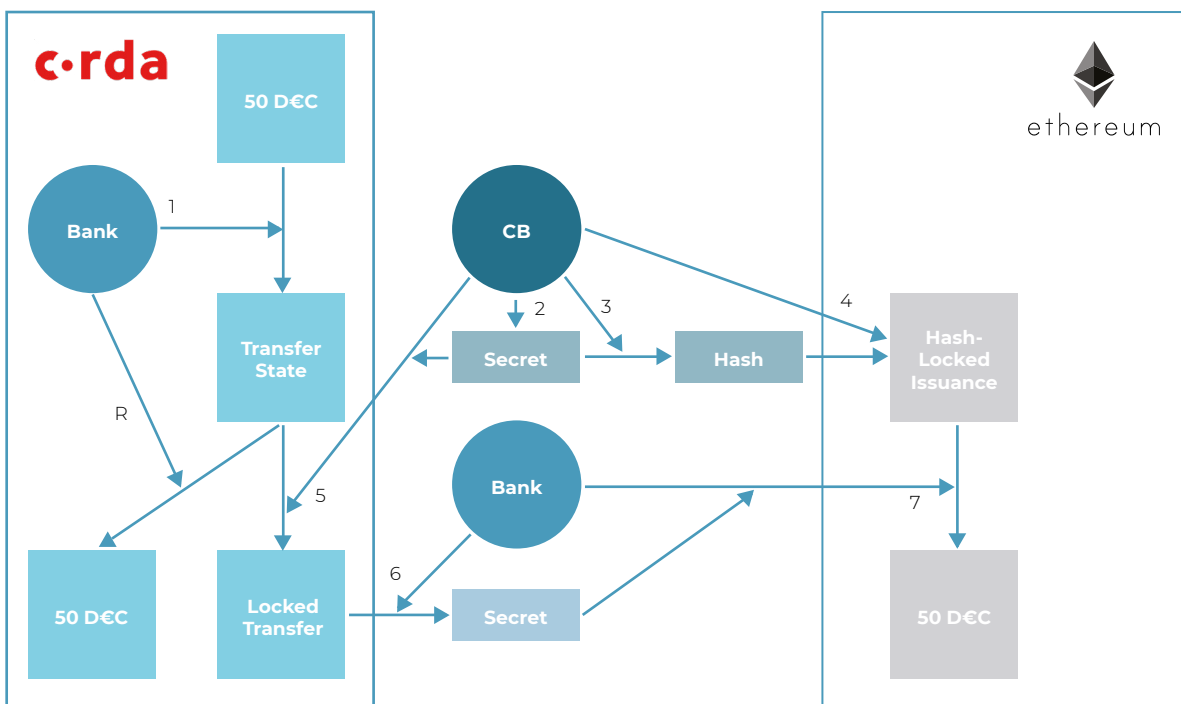 corda
50 D€C
ethereum
Bank
1
CB
2
3
4
Transfer
State
Secret
Hash
Hash-
Locked
Issuance
R
5
Bank
7
6
50 D€C
Locked
Transfer
Secret
50 D€C